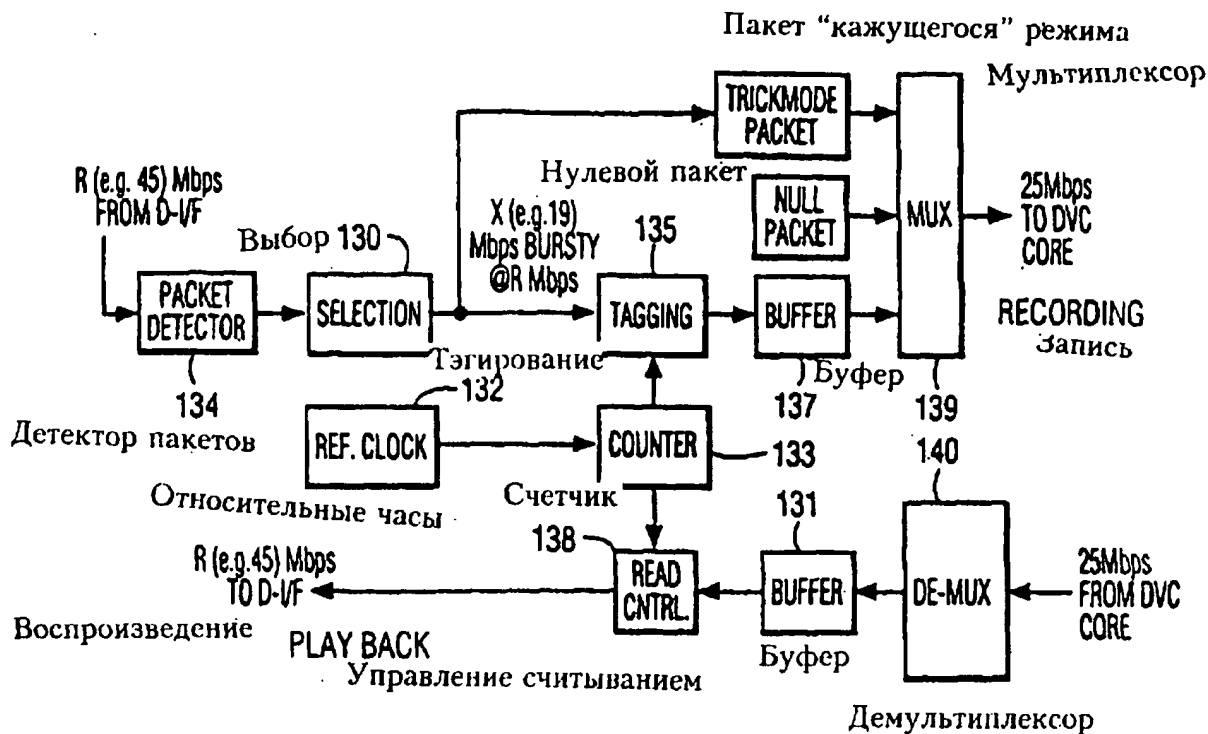 Пакет “кажущегося” режима
Мультиплексор
TRICKMODE
PACKET
R (e.g. 45) Mbps
FROM D-I/F
Нулевой пакет
NULL
PACKET
MUX
25Mbps
TO DVC
CORE
X (e.g.19)
Mbps BURSTY
@R Mbps
Выбор 130
135
PACKET
DETECTOR
SELECTION
TAGGING
BUFFER
RECORDING
Запись
Тэгирование
Буфер
134
132
137
139
Детектор пакетов
REF. CLOCK
COUNTER
133
140
Относительные часы
Счетчик
131
138
R (e.g.45) Mbps
TO D-I/F
READ
CNTRL.
BUFFER
DE-MUX
25Mbps
FROM DVC
CORE
Воспроизведение
PLAY BACK
Буфер
Управление считыванием
Демультиплексор